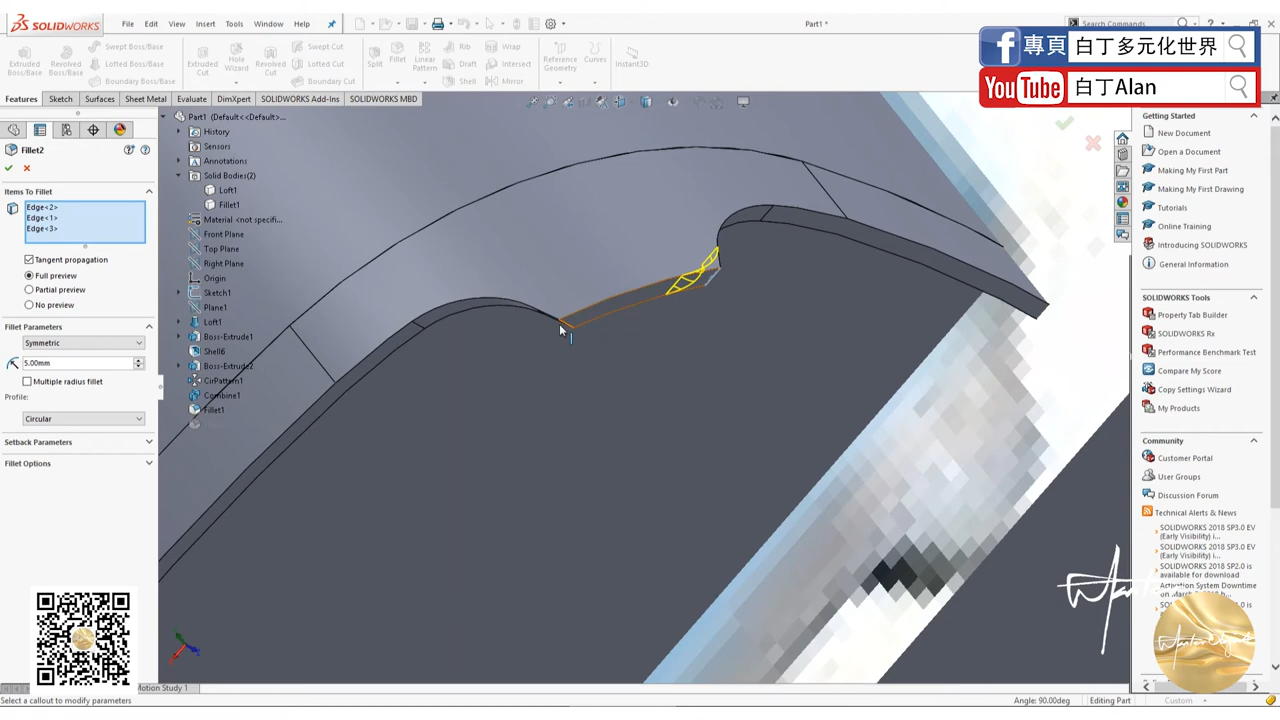 SOLIDWORKS
File
Edit
View
Insert
Tools
Window
Help
Part1 *
Search Commands
Extruded Boss/Base
Revolved Boss/Base
Swept Boss/Base
Lofted Boss/Base
Boundary Boss/Base
Extruded Cut
Hole Wizard
Revolved Cut
Swept Cut
Lofted Cut
Boundary Cut
Split
Fillet
Linear Pattern
Rib
Draft
Shell
Wrap
Intersect
Mirror
Reference Geometry
Curves
Instant3D
專頁
白丁多元化世界
YouTube
白丁Alan
Features
Sketch
Surfaces
Sheet Metal
Evaluate
DimXpert
SOLIDWORKS Add-Ins
SOLIDWORKS MBD
Fillet2
Items To Fillet
Edge<2>
Edge<1>
Edge<3>
Tangent propagation
Full preview
Partial preview
No preview
Fillet Parameters
Symmetric
5.00mm
Multiple radius fillet
Profile:
Circular
Setback Parameters
Fillet Options
Part1 (Default<<Default>...
History
Sensors
Annotations
Solid Bodies(2)
Loft1
Fillet1
Material <not specifi...
Front Plane
Top Plane
Right Plane
Origin
Sketch1
Plane1
Loft1
Boss-Extrude1
Shell6
Boss-Extrude2
CirPattern1
Combine1
Fillet1
Getting Started
New Document
Open a Document
Making My First Part
Making My First Drawing
Tutorials
Online Training
Introducing SOLIDWORKS
General Information
SOLIDWORKS Tools
Property Tab Builder
SOLIDWORKS Rx
Performance Benchmark Test
Compare My Score
Copy Settings Wizard
My Products
Community
Customer Portal
User Groups
Discussion Forum
Technical Alerts & News
SOLIDWORKS 2018 SP3.0 EV
(Early Visibility) i...
SOLIDWORKS 2018 SP3.0 EV
(Early Visibility) i...
SOLIDWORKS 2018 SP2.0 is
available for download
Activation System Downtime
Motion Study 1
Select a callout to modify parameters
Angle: 90.00deg
Editing Part
Custom